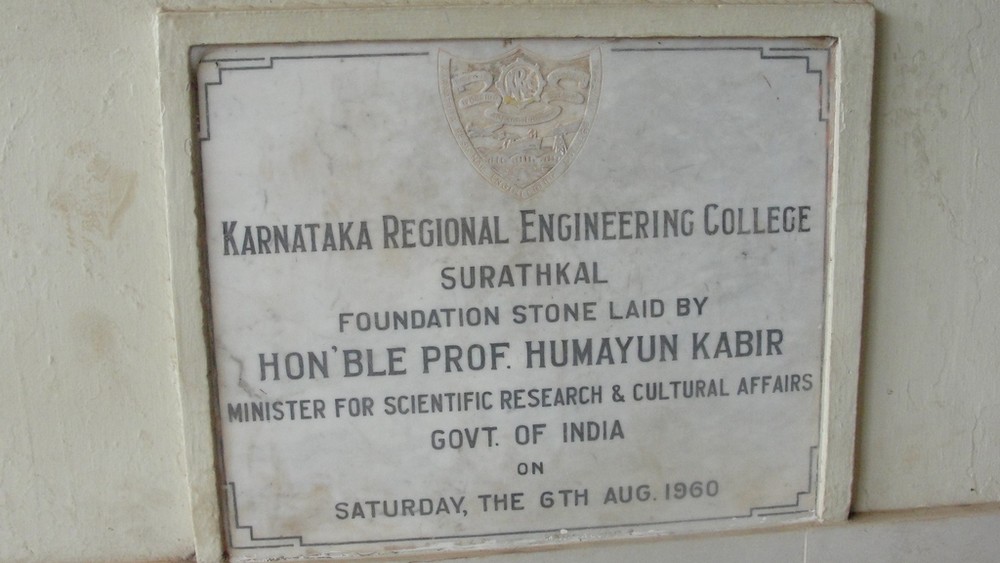 KARNATAKA REGIONAL ENGINEERING COLLEGE
SURATHKAL
FOUNDATION STONE LAID BY
HON'BLE PROF. HUMAYUN KABIR
MINISTER FOR SCIENTIFIC RESEARCH & CULTURAL AFFAIRS
GOVT. OF INDIA
ON
SATURDAY, THE 6TH AUG. 1960